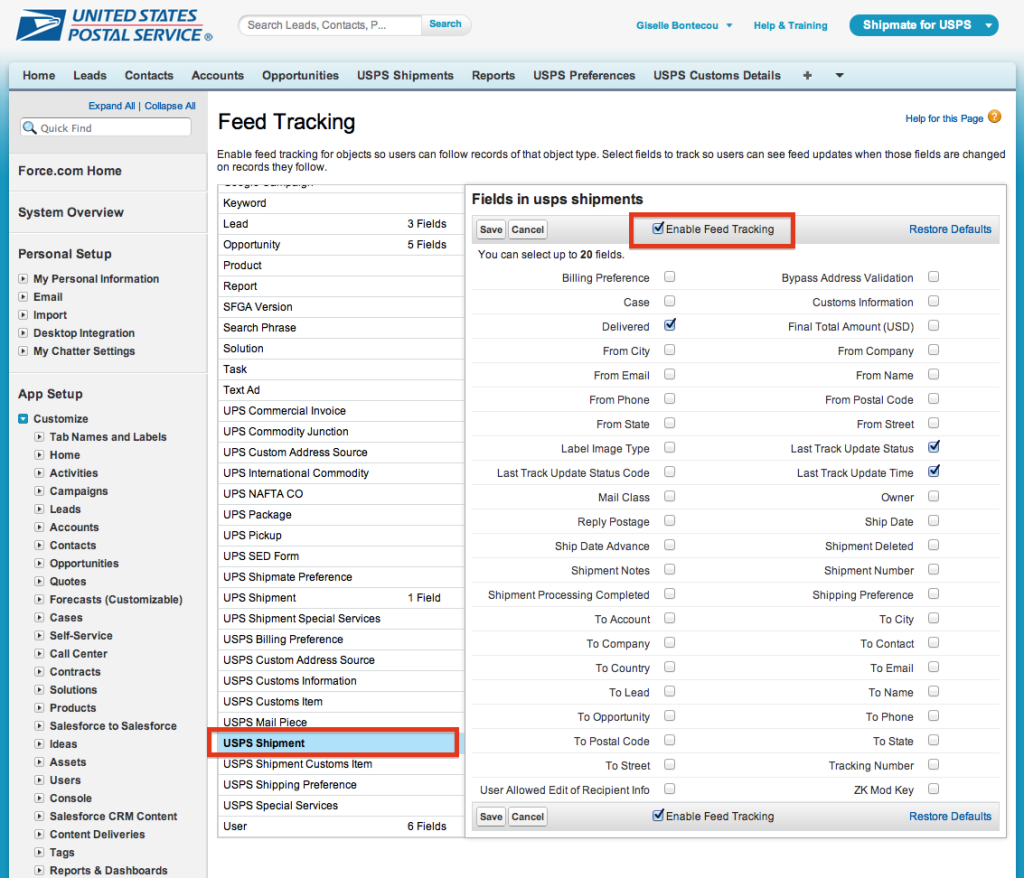 UNITED STATES
POSTAL SERVICE®
Search Leads, Contacts, P...
Search
Giselle Bontecou
Help & Training
Shipmate for USPS
Home Leads Contacts Accounts Opportunities USPS Shipments Reports USPS Preferences USPS Customs Details +
Expand All | Collapse All
Quick Find
Force.com Home
System Overview
Personal Setup
My Personal Information
Email
Import
Desktop Integration
My Chatter Settings
App Setup
Customize
Tab Names and Labels
Home
Activities
Campaigns
Leads
Accounts
Contacts
Opportunities
Quotes
Forecasts (Customizable)
Cases
Self-Service
Call Center
Contracts
Solutions
Products
Salesforce to Salesforce
Ideas
Assets
Users
Console
Salesforce CRM Content
Content Deliveries
Tags
Reports & Dashboards
Feed Tracking
Help for this Page ?
Enable feed tracking for objects so users can follow records of that object type. Select fields to track so users can see feed updates when those fields are changed
on records they follow.
Google Campaign
Keyword
Lead 3 Fields
Opportunity 5 Fields
Product
Report
SFGA Version
Search Phrase
Solution
Task
Text Ad
UPS Commercial Invoice
UPS Commodity Junction
UPS Custom Address Source
UPS International Commodity
UPS NAFTA CO
UPS Package
UPS Pickup
UPS SED Form
UPS Shipmate Preference
UPS Shipment 1 Field
UPS Shipment Special Services
USPS Billing Preference
USPS Custom Address Source
USPS Customs Information
USPS Customs Item
USPS Mail Piece
USPS Shipment
USPS Shipment Customs Item
USPS Shipping Preference
USPS Special Services
User 6 Fields
Fields in usps shipments
Save Cancel Enable Feed Tracking Restore Defaults
You can select up to 20 fields.
Billing Preference Bypass Address Validation
Case Customs Information
Delivered Final Total Amount (USD)
From City From Company
From Email From Name
From Phone From Postal Code
From State From Street
Label Image Type Last Track Update Status
Last Track Update Status Code Last Track Update Time
Mail Class Owner
Reply Postage Ship Date
Ship Date Advance Shipment Deleted
Shipment Notes Shipment Number
Shipment Processing Completed Shipping Preference
To Account To City
To Company To Contact
To Country To Email
To Lead To Name
To Opportunity To Phone
To Postal Code To State
To Street Tracking Number
User Allowed Edit of Recipient Info ZK Mod Key
Save Cancel Enable Feed Tracking Restore Defaults